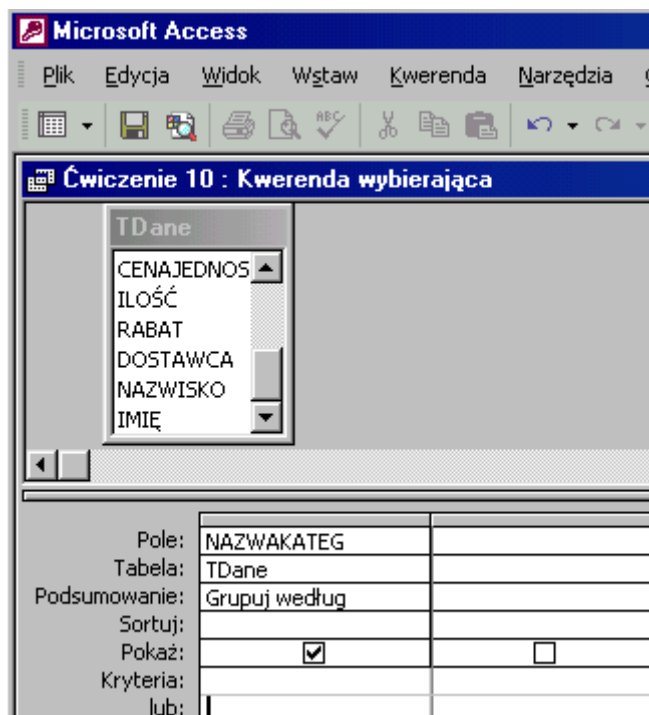 Microsoft Access
Plik Edycja Widok Wstaw Kwerenda Narzędzia
ABC
Ćwiczenie 10 : Kwerenda wybierająca
TDane
CENAJEDNOS
ILOŚĆ
RABAT
DOSTAWCA
NAZWISKO
IMIĘ
Pole: NAZWAKATEG
Tabela: TDane
Podsumowanie: Grupuj według
Sortuj:
Pokaż:
Kryteria:
lub: